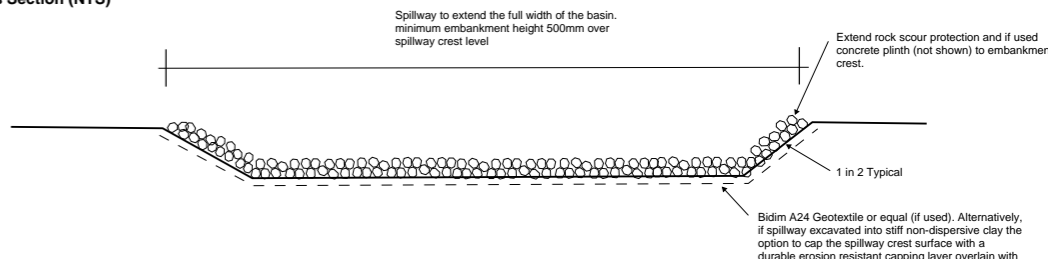 Section (NTS)
Spillway to extend the full width of the basin.
minimum embankment height 500mm over
spillway crest level
Extend rock scour protection and if used
concrete plinth (not shown) to embankmen
crest.
1 in 2 Typical
Bidim A24 Geotextile or equal (if used). Alternatively,
if spillway excavated into stiff non-dispersive clay the
option to cap the spillway crest surface with a
durable erosion resistant capping layer overlain with